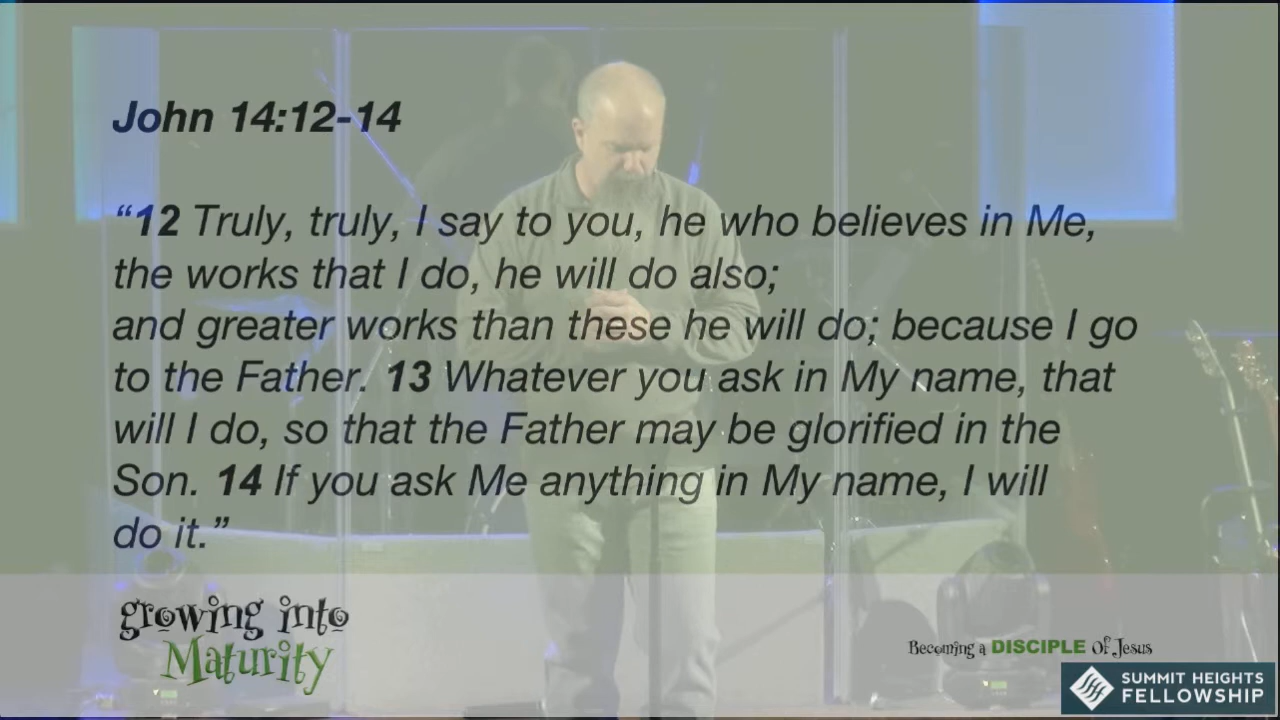 John 14:12-14
“12 Truly, truly, I say to you, he who believes in Me,
the works that I do, he will do also;
and greater works than these he will do; because I go
to the Father. 13 Whatever you ask in My name, that
will I do, so that the Father may be glorified in the
Son. 14 If you ask Me anything in My name, I will
do it.”
growing into
Maturity
Becoming a DISCIPLE Of Jesus
SUMMIT HEIGHTS
FELLOWSHIP